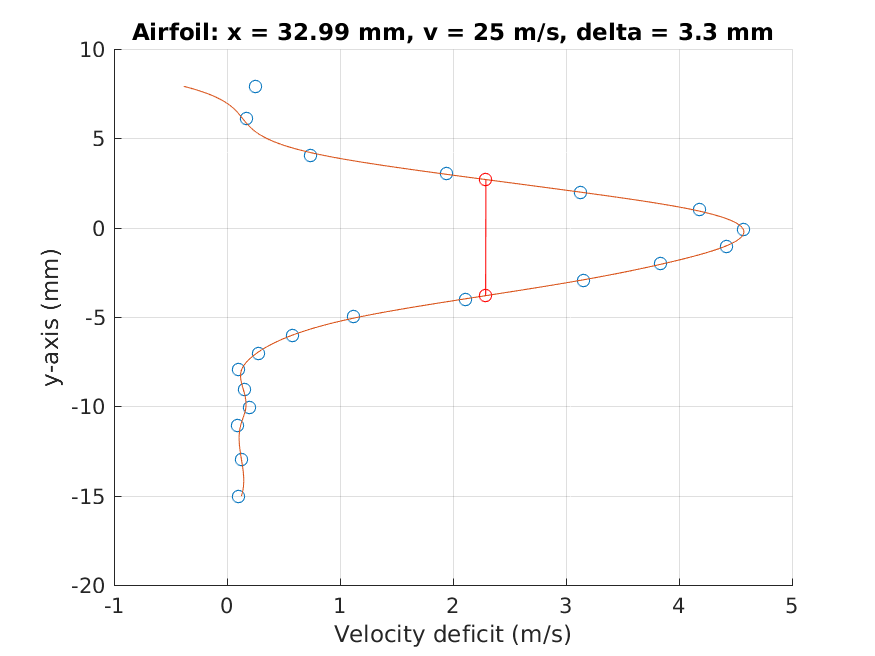 Airfoil: x = 32.99 mm, v = 25 m/s, delta = 3.3 mm
10
5
0
-5
-10
-15
-20
y-axis (mm)
-1 0 1 2 3 4 5
Velocity deficit (m/s)